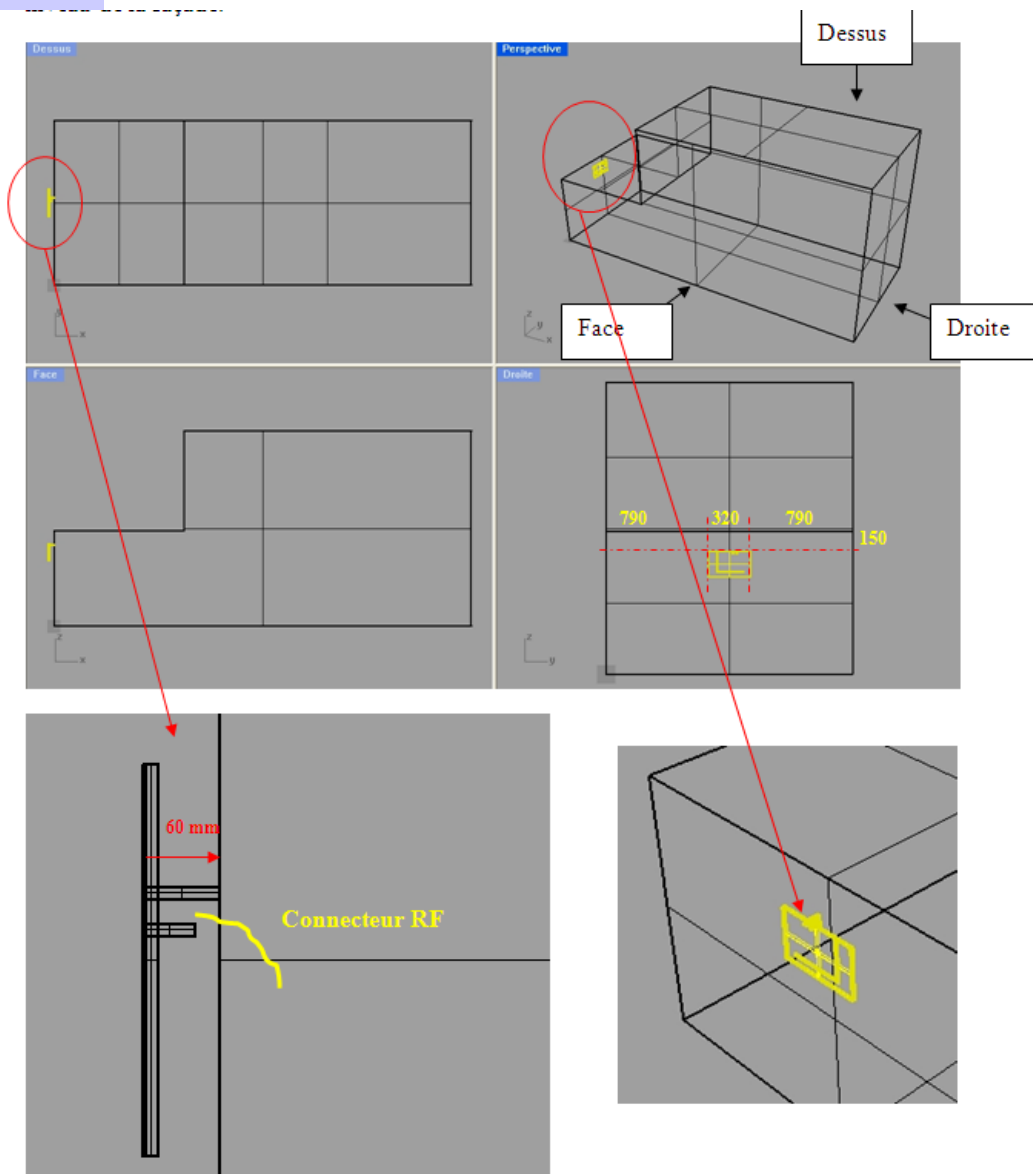 Dessus
Dessus
Perspective
Face
Droite
z
y
x
y
x
Face
Droite
790
320
790
150
z
x
z
y
60 mm
Connecteur RF